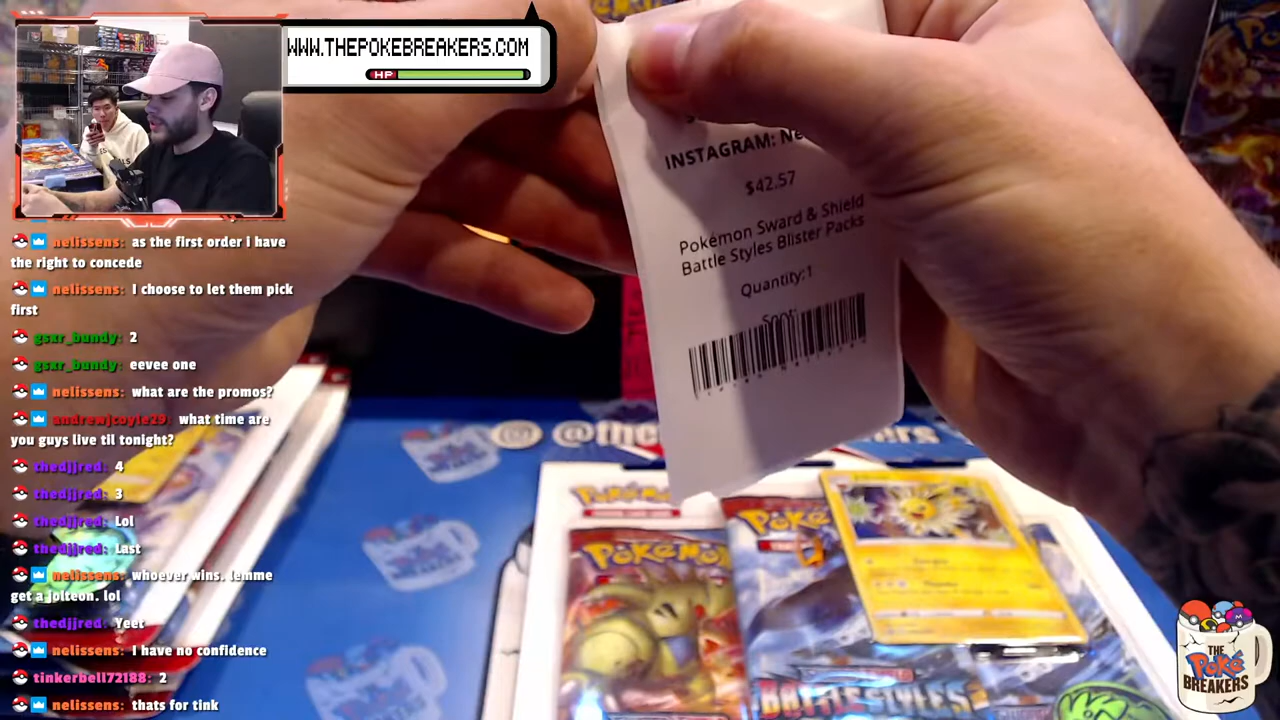 WWW.THEPOKEBREAKERS.COM
HP
nelissens: as the first order I have
the right to concede
nelissens: I choose to let them pick
first
gsxr_bundy: 2
gsxr_bundy: eevee one
nelissens: what are the promos?
andrewjcoyle29: what time are
you guys live til tonight?
thedjjred: 4
thedjjred: 3
thedjjred: Lol
thedjjred: Last
nelissens: whoever wins. lemme
get a jolteon. lol
thedjjred: Yeet
nelissens: I have no confidence
tinkerbell72188: 2
nelissens: thats for tink
INSTAGRAM:
$42.57
Pokémon Sward & Shield
Battle Styles Blister Packs
Quantity:1
Pokémon
BATTLE STYLES
THE
Poké
BREAKERS